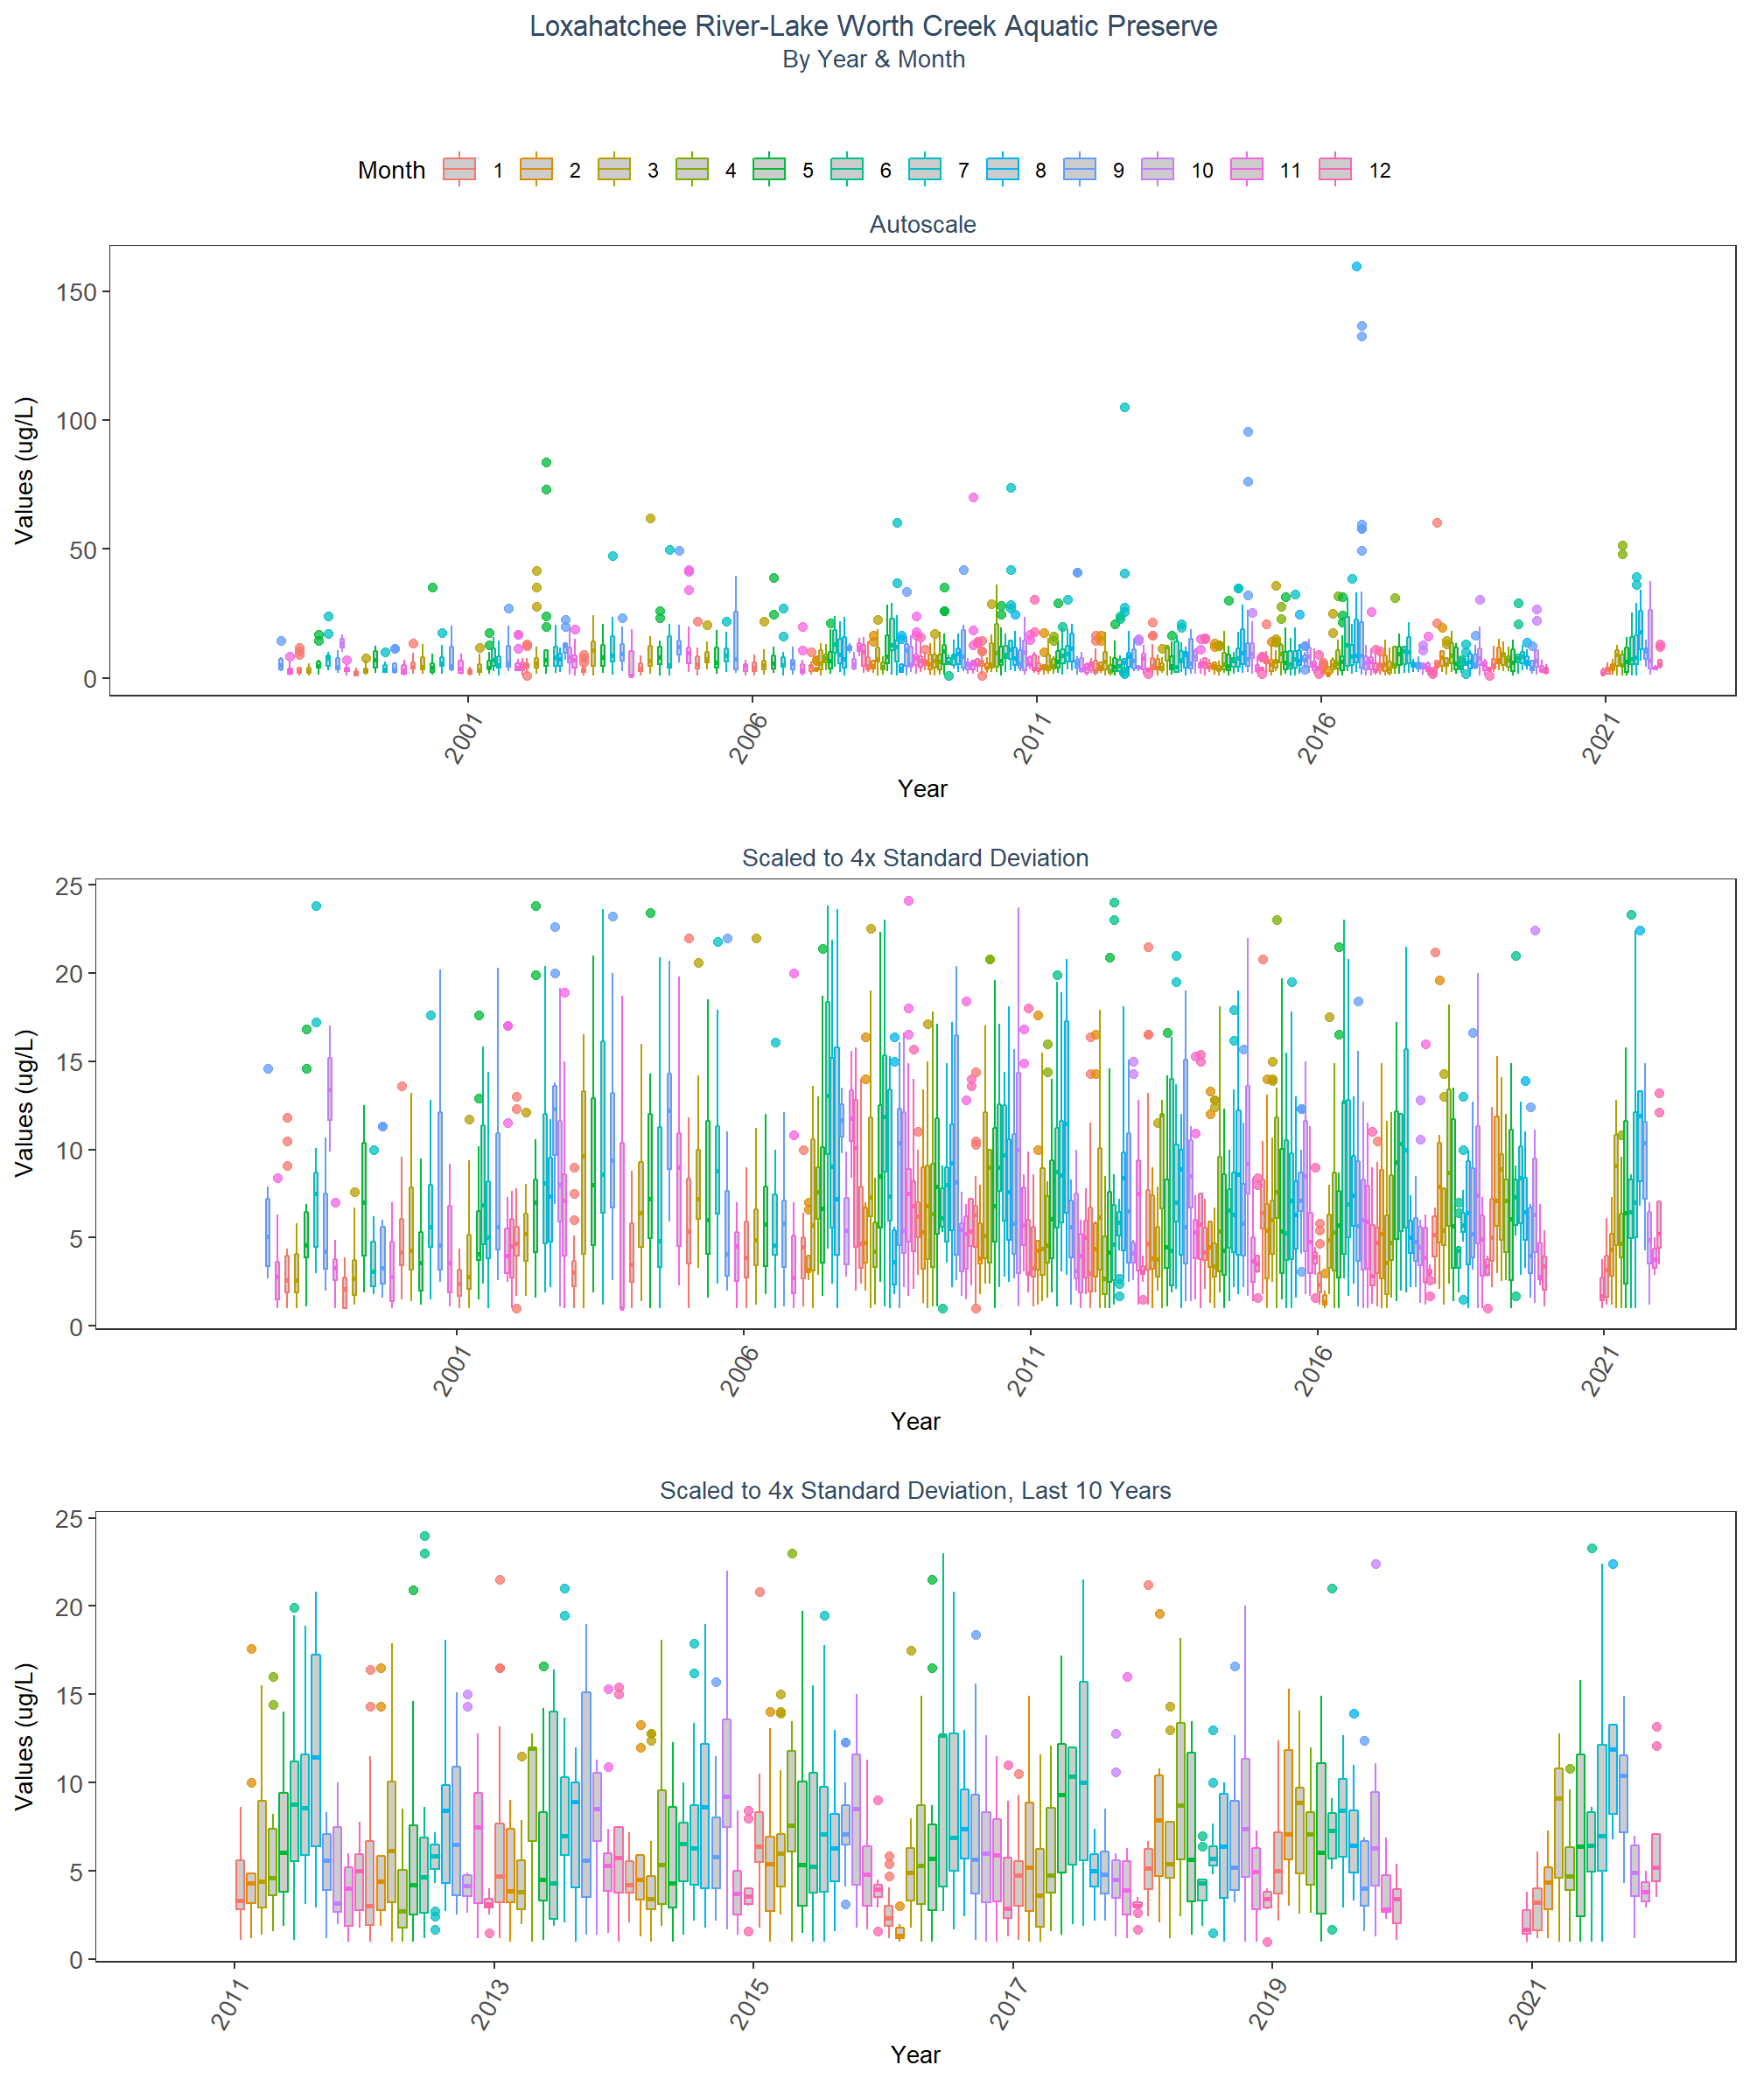 Loxahatchee River-Lake Worth Creek Aquatic Preserve
By Year & Month
Month 1 2 3 4 5 6 7 8 9 10 11 12
Autoscale
Values (ug/L)
150
100
50
0
2001 2006 2011 2016 2021
Year
Scaled to 4x Standard Deviation
Values (ug/L)
25
20
15
10
5
0
2001 2006 2011 2016 2021
Year
Scaled to 4x Standard Deviation, Last 10 Years
Values (ug/L)
25
20
15
10
5
0
2011 2013 2015 2017 2019 2021
Year